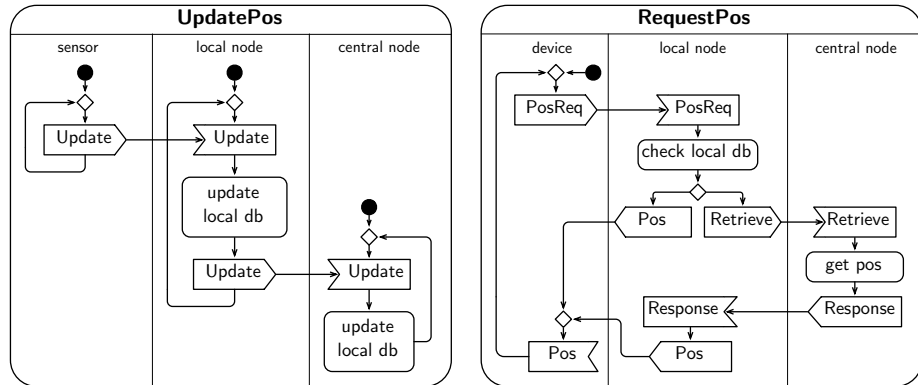 UpdatePos
sensor
local node
central node
Update
Update
update
local db
Update
Update
update
local db
RequestPos
device
local node
central node
PosReq
PosReq
check local db
Pos
Retrieve
Retrieve
get pos
Response
Response
Pos
Pos